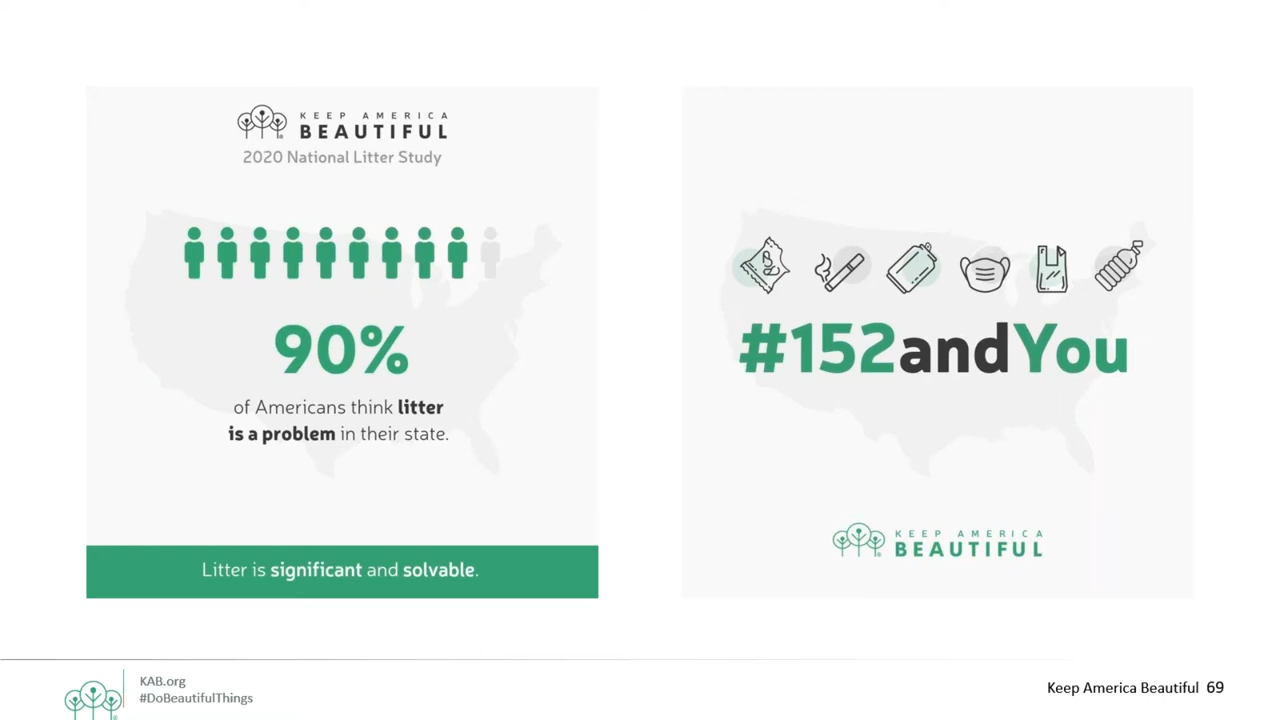 KEEP AMERICA
BEAUTIFUL
2020 National Litter Study
90%
of Americans think litter
is a problem in their state.
Litter is significant and solvable.
#152andYou
KEEP AMERICA
BEAUTIFUL
KAB.org
#DoBeautifulThings
Keep America Beautiful 69